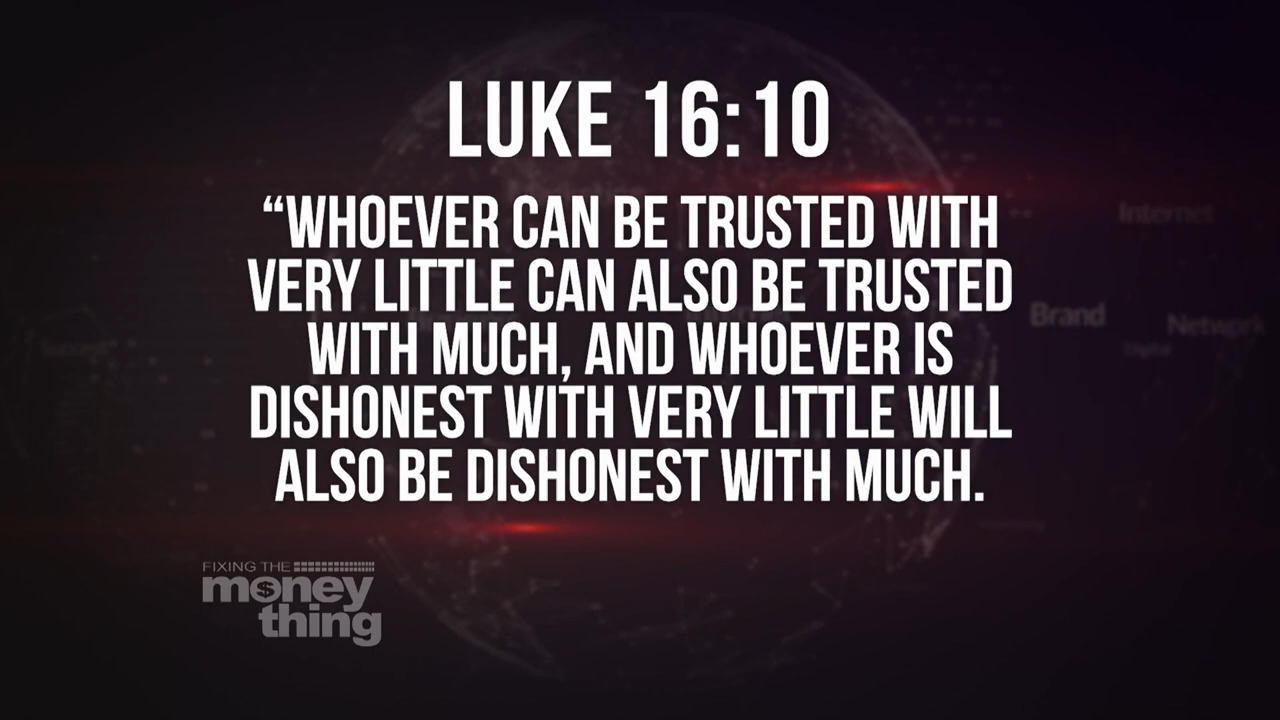 LUKE 16:10
“WHOEVER CAN BE TRUSTED WITH
VERY LITTLE CAN ALSO BE TRUSTED
WITH MUCH, AND WHOEVER IS
DISHONEST WITH VERY LITTLE WILL
ALSO BE DISHONEST WITH MUCH.
Internet
Brand
Network
Digital
FIXING THE
money
thing